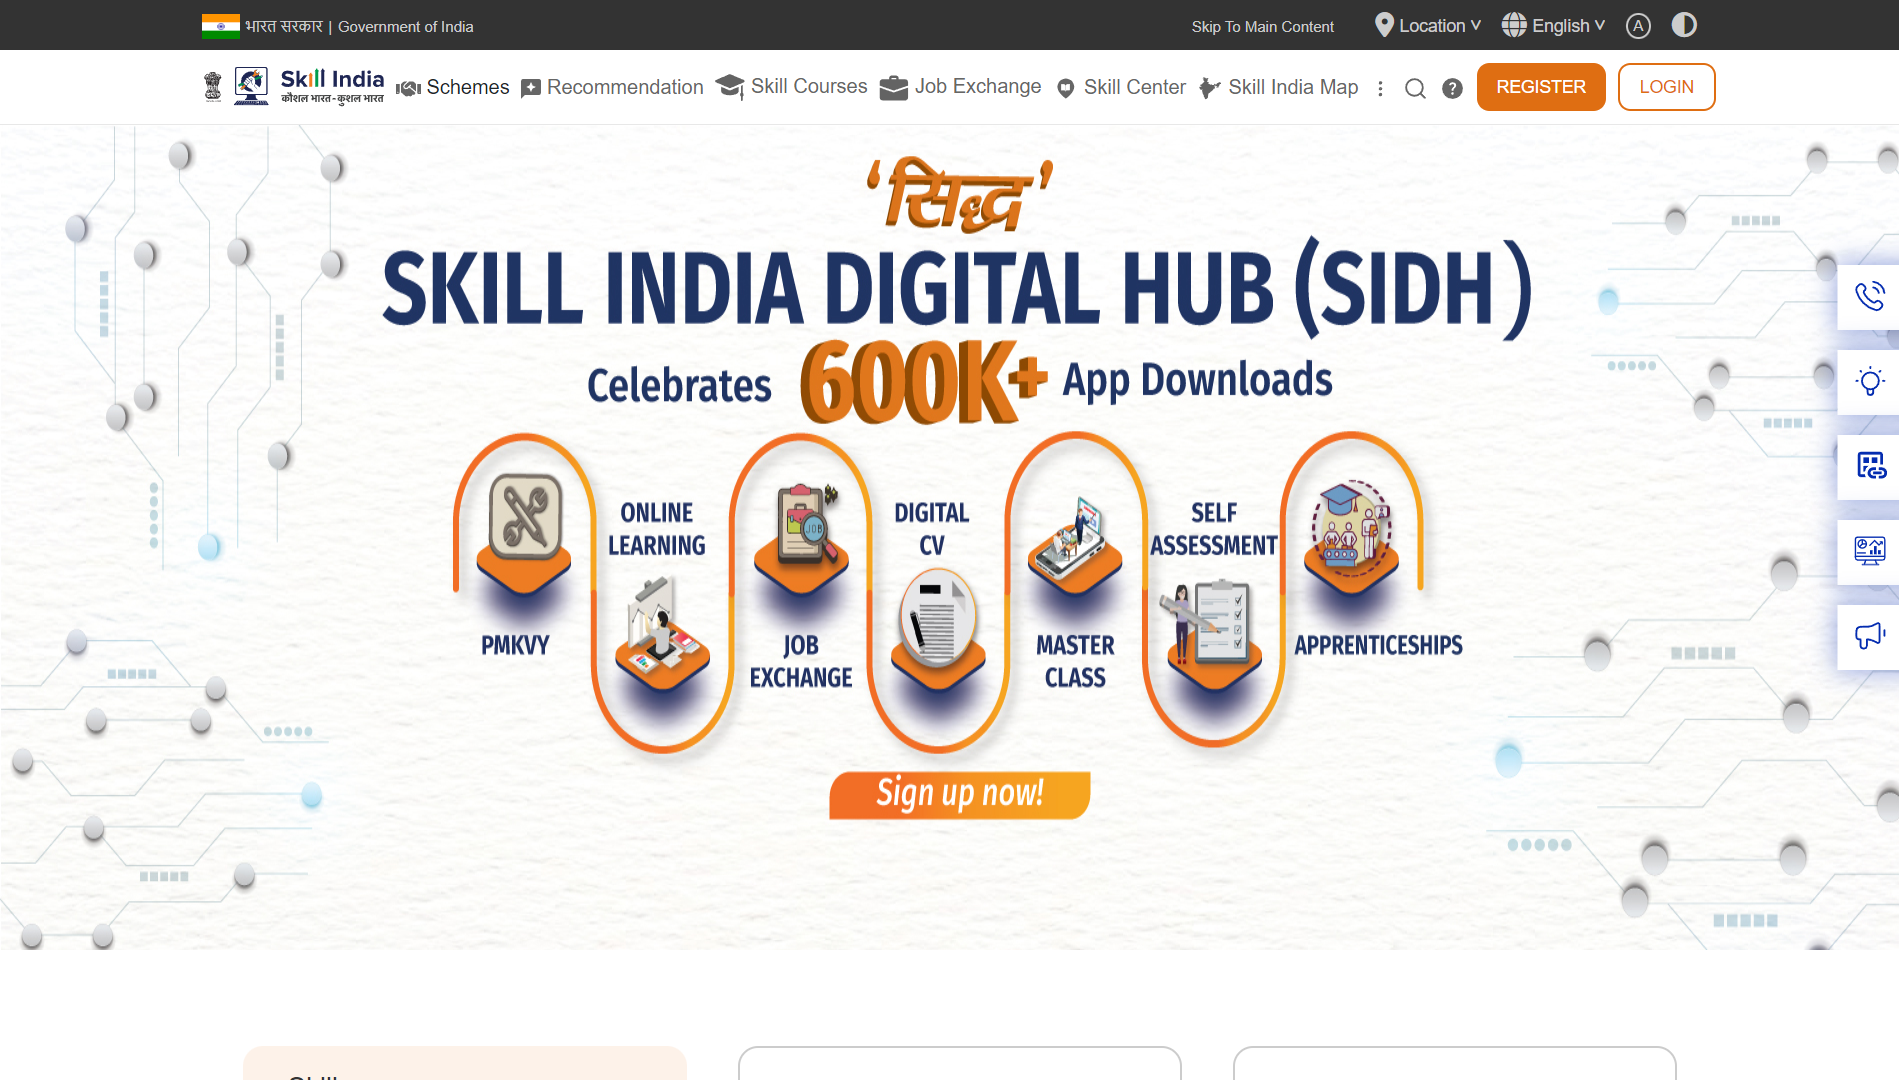 भारत सरकार | Government of India
Skip To Main Content
Location
English
A
Skill India
कौशल भारत-कुशल भारत
Schemes
Recommendation
Skill Courses
Job Exchange
Skill Center
Skill India Map
?
REGISTER
LOGIN
'सिद्ध'
SKILL INDIA DIGITAL HUB (SIDH)
Celebrates 600K+ App Downloads
ONLINE
LEARNING
DIGITAL
CV
SELF
ASSESSMENT
JOB
PMKVY
JOB
EXCHANGE
MASTER
CLASS
APPRENTICESHIPS
Sign up now!